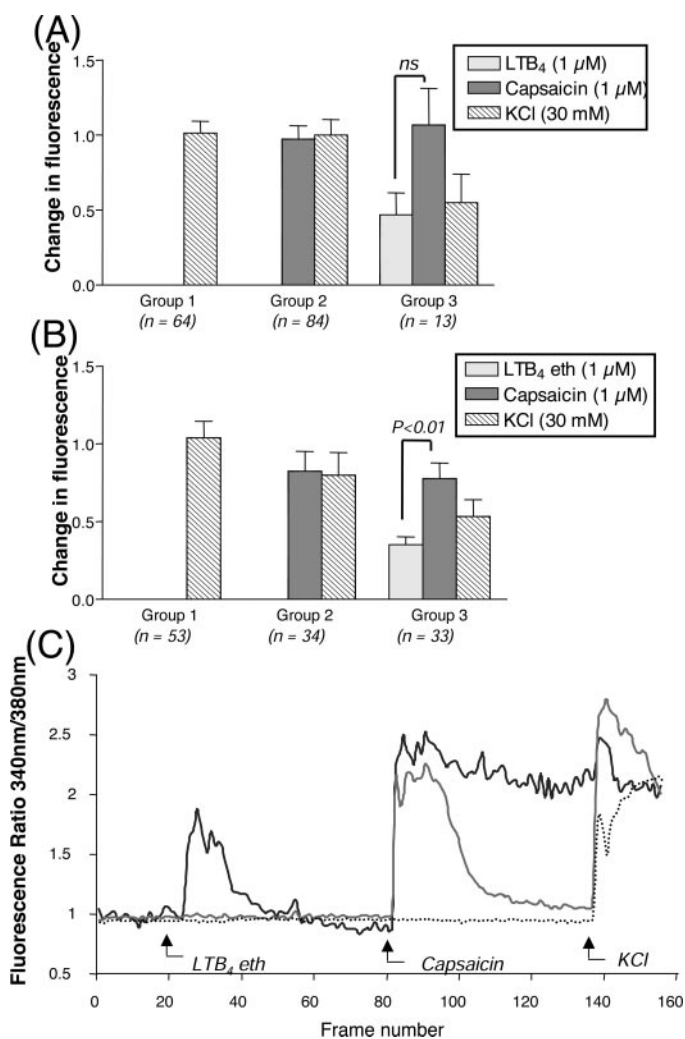 (A)
Change in fluorescence
1.5
1.0
0.5
0.0
ns
LTB4 (1 µM)
Capsaicin (1 µM)
KCl (30 mM)
Group 1
(n = 64)
Group 2
(n = 84)
Group 3
(n = 13)
(B)
Change in fluorescence
1.5
1.0
0.5
0.0
P<0.01
LTB4 eth (1 µM)
Capsaicin (1 µM)
KCl (30 mM)
Group 1
(n = 53)
Group 2
(n = 34)
Group 3
(n = 33)
(C)
Fluorescence Ratio 340nm/380nm
3
2.5
2
1.5
1
0.5
LTB4 eth
Capsaicin
KCl
0
20
40
60
80
100
120
140
160
Frame number